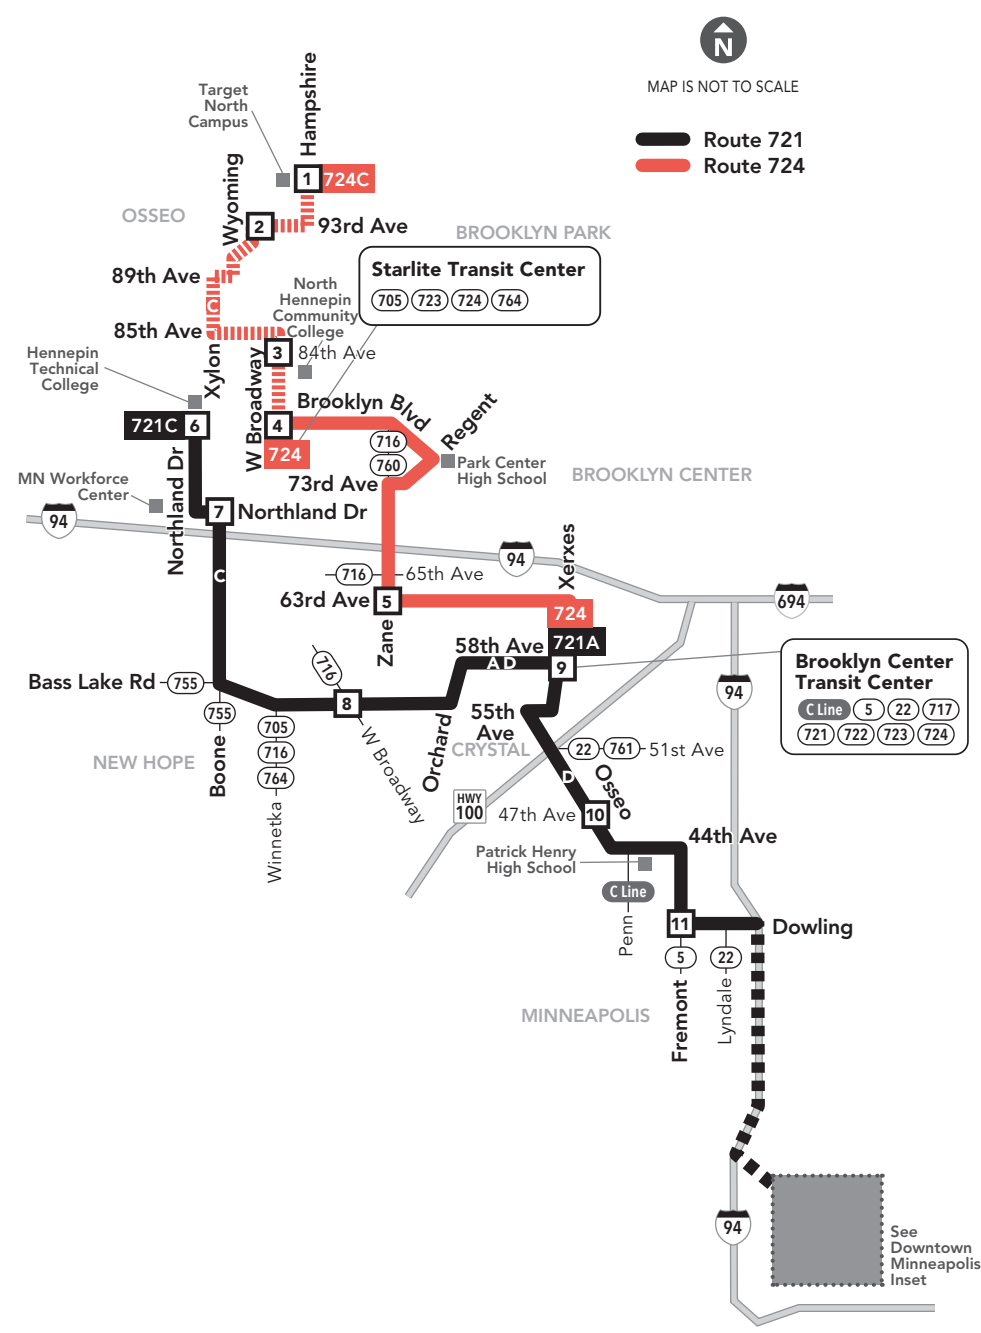 N
MAP IS NOT TO SCALE
Route 721
Route 724
Hampshire
Target
North
Campus
1
724C
Wyoming
OSSEO
2
93rd Ave
BROOKLYN PARK
Starlite Transit Center
705 723 724 764
89th Ave
C
North
Hennepin
Community
College
85th Ave
3
84th Ave
Hennepin
Technical
College
Xylon
W Broadway
Brooklyn Blvd
721C
6
4
724
716
760
Regent
Park Center
High School
BROOKLYN CENTER
MN Workforce
Center
73rd Ave
Northland Dr
7
Northland Dr
94
94
Xerxes
C
716
65th Ave
694
63rd Ave
5
724
Zane
721A
58th Ave
A D
9
Brooklyn Center
Transit Center
C Line 5 22 717
721 722 723 724
716
Bass Lake Rd
755
94
8
755
55th
Ave
705
716
764
Boone
Orchard
W Broadway
CRYSTAL
22
761
51st Ave
NEW HOPE
D
Osseo
HWY
100
47th Ave
10
Winnetka
44th Ave
Patrick Henry
High School
C Line
Penn
11
Dowling
5
22
Fremont
Lyndale
MINNEAPOLIS
94
See
Downtown
Minneapolis
Inset